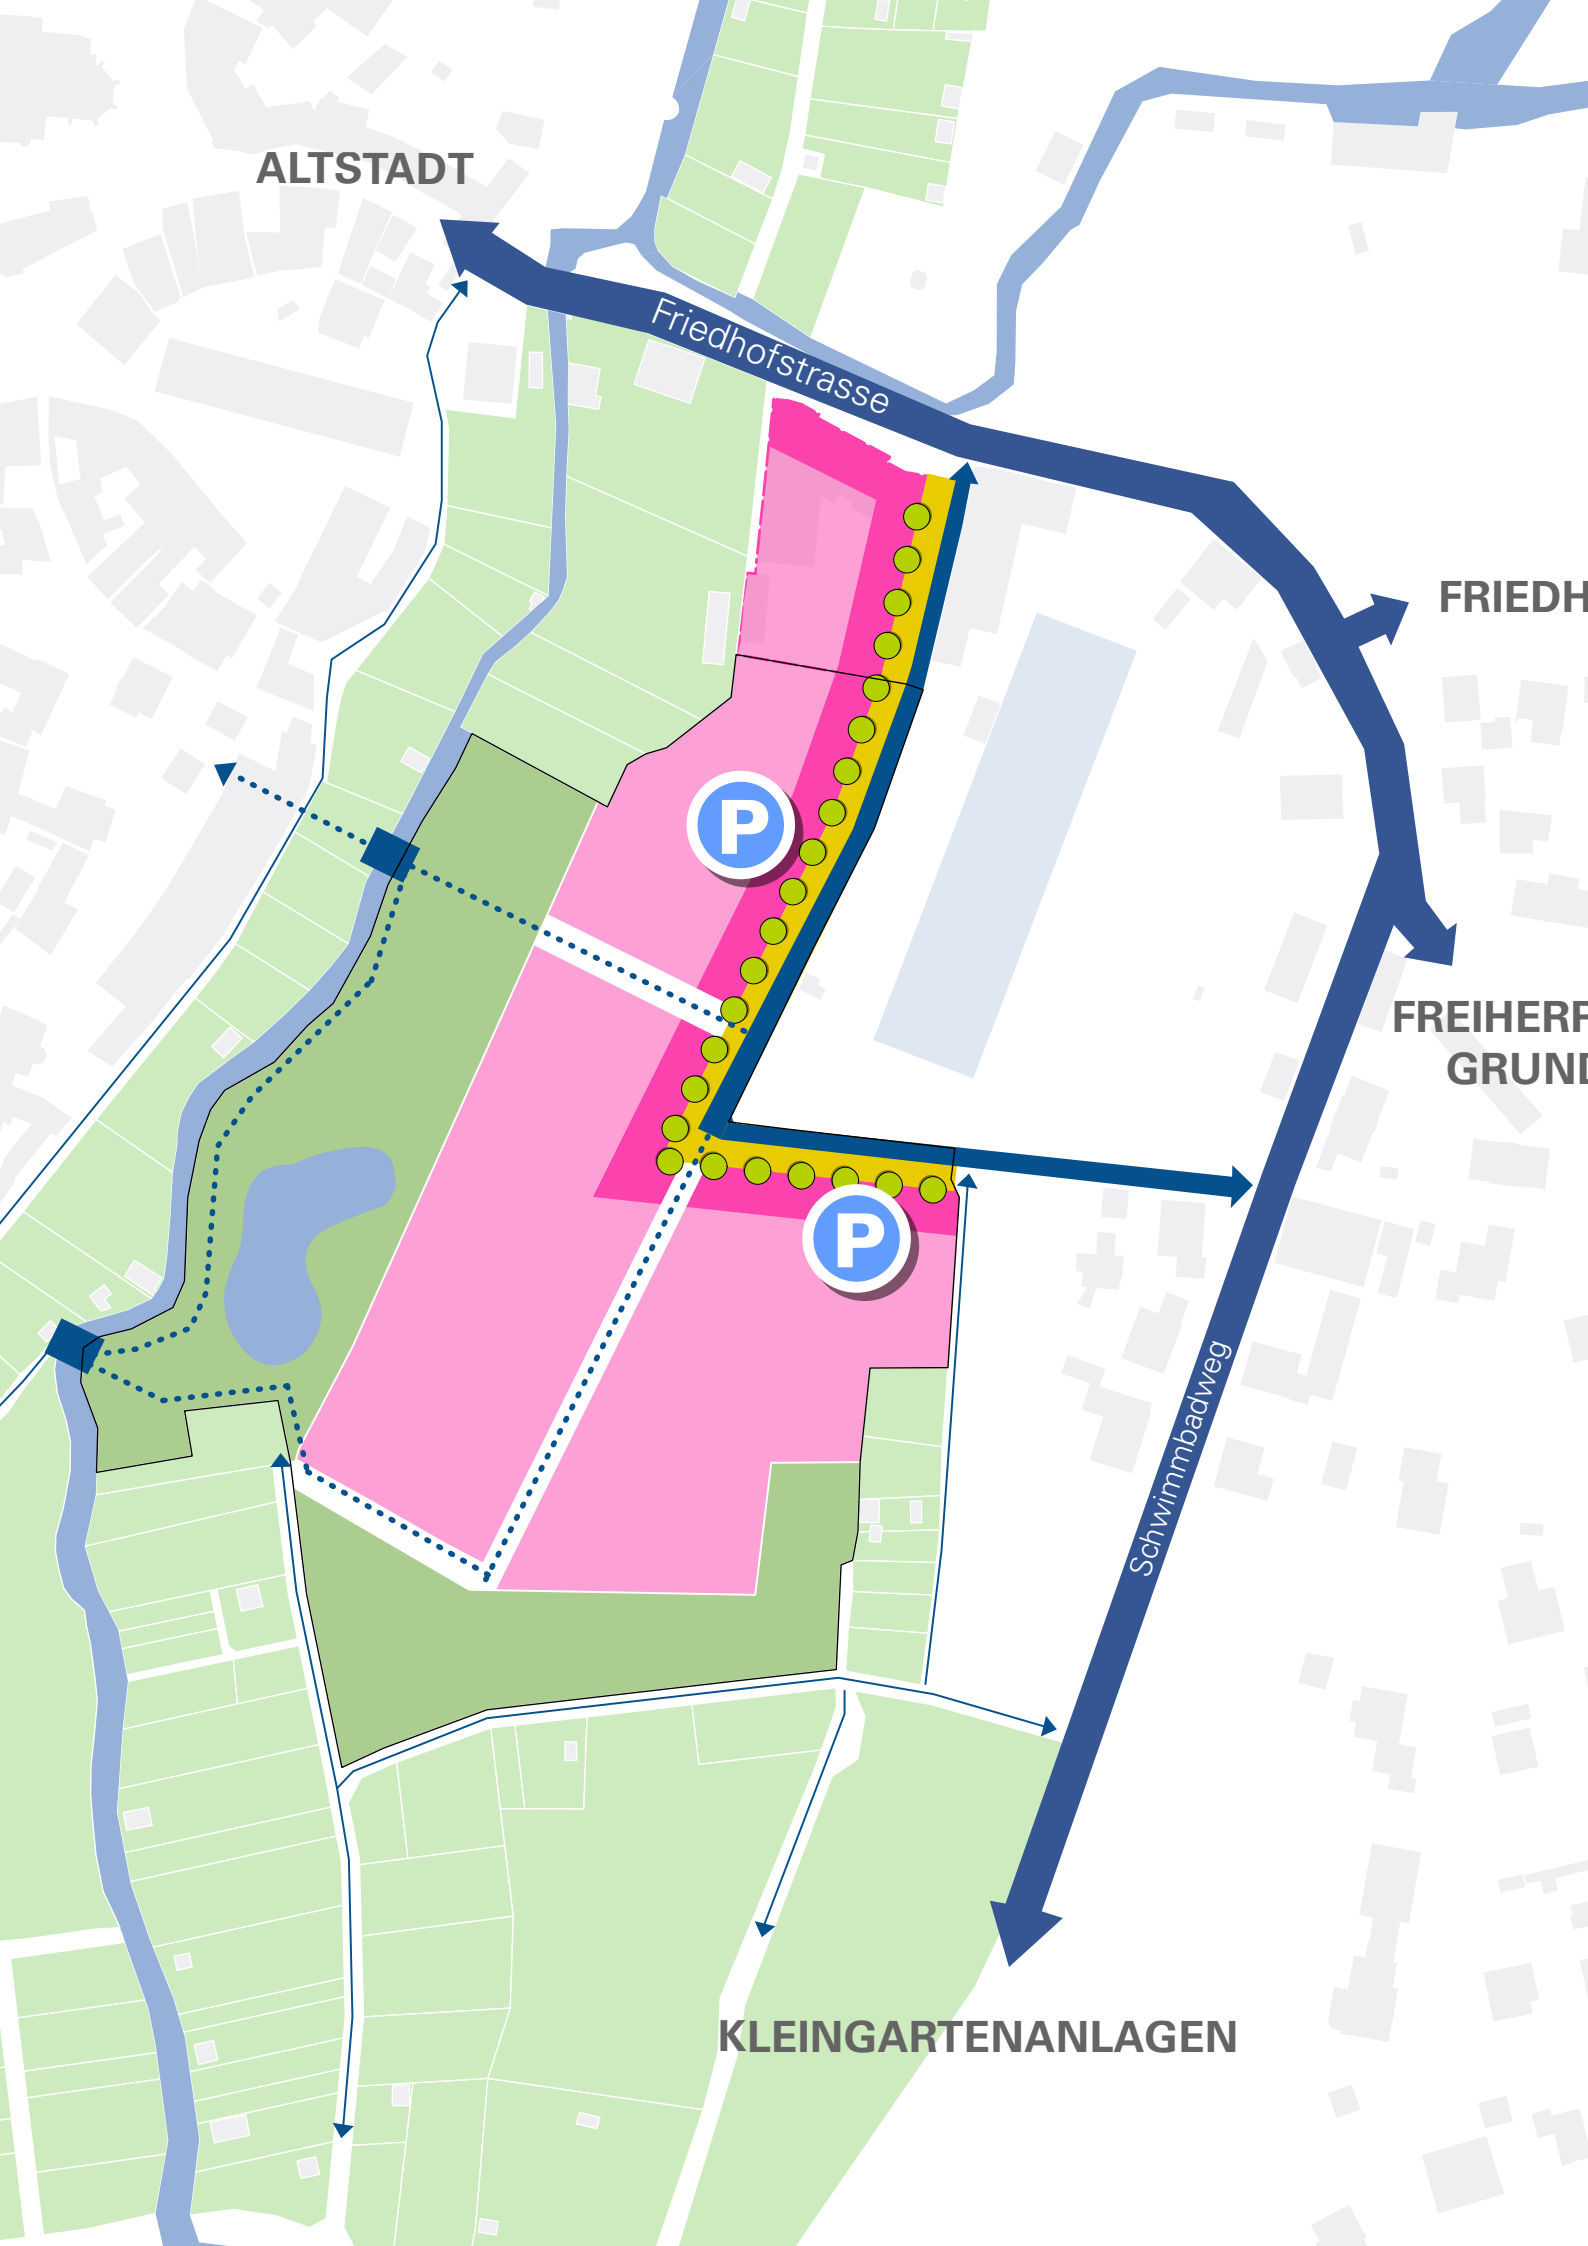 ALTSTADT
Friedhofstrasse
FRIEDH
P
FREIHERR
GRUND
P
Schwimmbadweg
KLEINGARTENANLAGEN